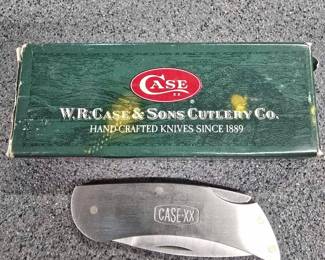 CASE
XX
W.R. CASE & SONS CUTLERY CO.
HAND-CRAFTED KNIVES SINCE 1889
CASE-XX